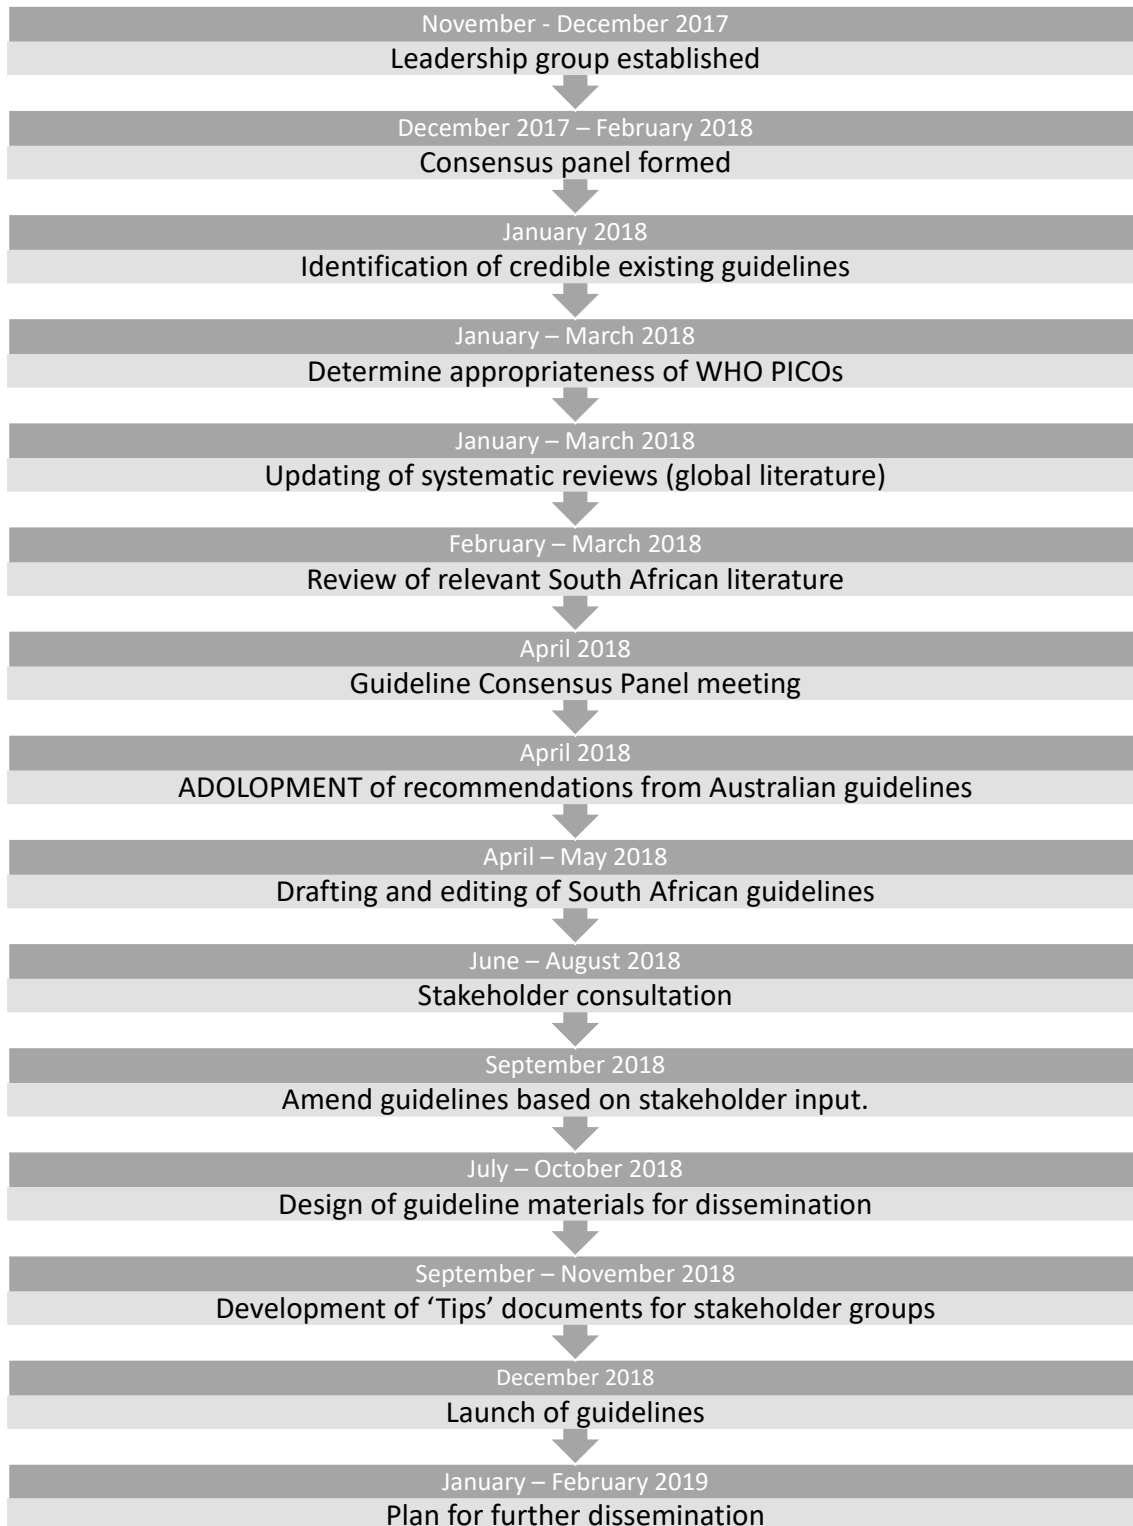 November - December 2017
Leadership group established
December 2017 – February 2018
Consensus panel formed
January 2018
Identification of credible existing guidelines
January – March 2018
Determine appropriateness of WHO PICOs
January – March 2018
Updating of systematic reviews (global literature)
February – March 2018
Review of relevant South African literature
April 2018
Guideline Consensus Panel meeting
April 2018
ADOLOPMENT of recommendations from Australian guidelines
April – May 2018
Drafting and editing of South African guidelines
June – August 2018
Stakeholder consultation
September 2018
Amend guidelines based on stakeholder input.
July – October 2018
Design of guideline materials for dissemination
September – November 2018
Development of ‘Tips’ documents for stakeholder groups
December 2018
Launch of guidelines
January – February 2019
Plan for further dissemination